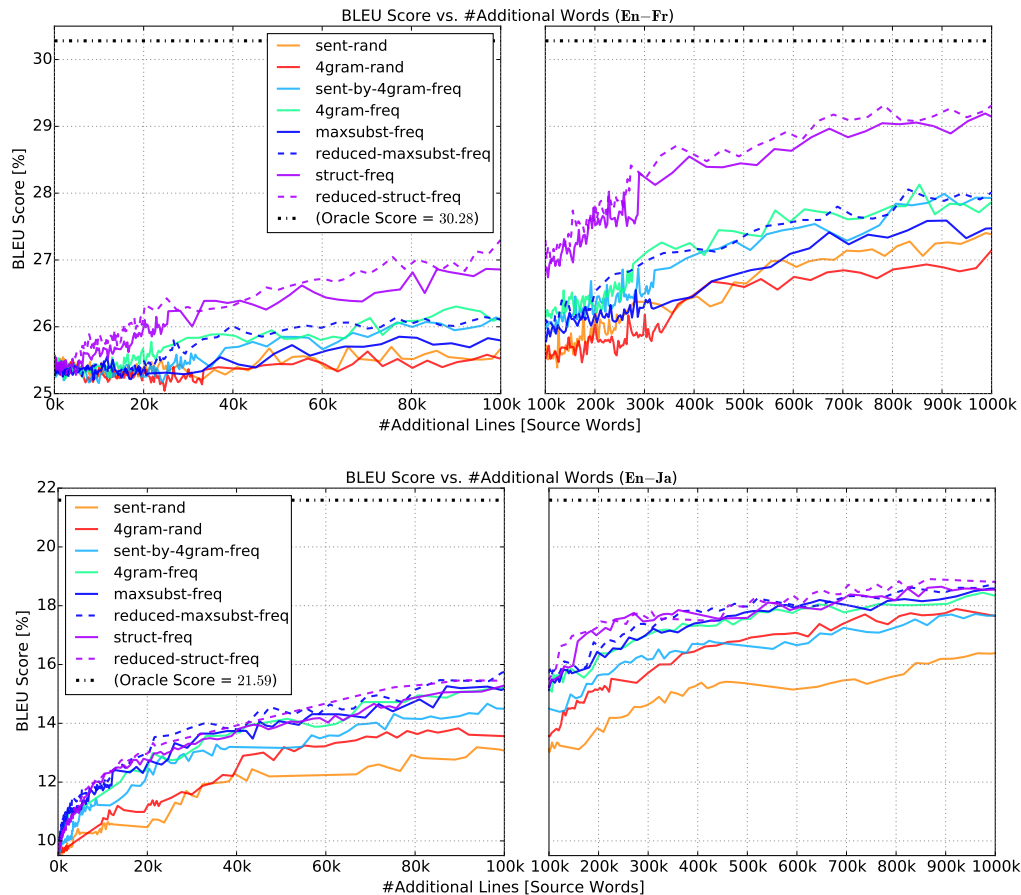 BLEU Score vs. #Additional Words (En−Fr)
BLEU Score [%]
30
29
28
27
26
25
sent-rand
4gram-rand
sent-by-4gram-freq
4gram-freq
maxsubst-freq
reduced-maxsubst-freq
struct-freq
reduced-struct-freq
(Oracle Score = 30.28)
0k 20k 40k 60k 80k 100k
100k 200k 300k 400k 500k 600k 700k 800k 900k 1000k
#Additional Lines [Source Words]
BLEU Score vs. #Additional Words (En−Ja)
BLEU Score [%]
22
20
18
16
14
12
10
sent-rand
4gram-rand
sent-by-4gram-freq
4gram-freq
maxsubst-freq
reduced-maxsubst-freq
struct-freq
reduced-struct-freq
(Oracle Score = 21.59)
0k 20k 40k 60k 80k 100k
100k 200k 300k 400k 500k 600k 700k 800k 900k 1000k
#Additional Lines [Source Words]